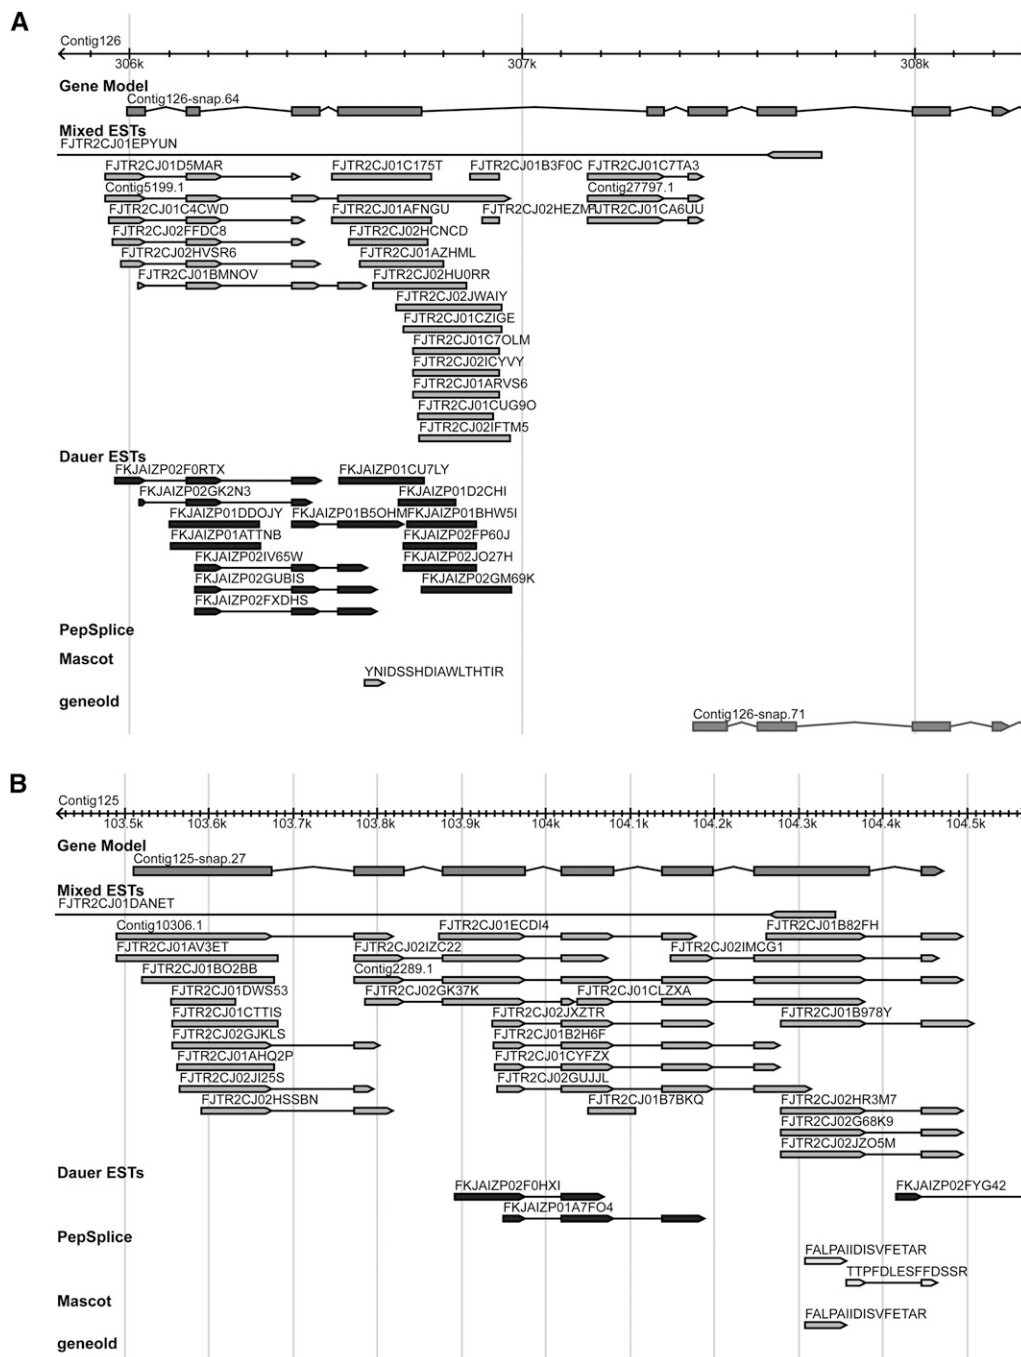 A
Contig126
306k 307k 308k
Gene Model
Contig126-snap.64
Mixed ESTs
FJTR2CJ01EPYUN
FJTR2CJ01D5MAR FJTR2CJ01C175T FJTR2CJ01B3F0C FJTR2CJ01C7TA3
Contig5199.1 Contig27797.1
FJTR2CJ01C4CWD FJTR2CJ01AFNGU FJTR2CJ02HEZM FJTR2CJ01CA6UU
FJTR2CJ02FFDC8 FJTR2CJ02HCNCD
FJTR2CJ02HVSR6 FJTR2CJ01AZHML
FJTR2CJ01BMNOV FJTR2CJ02HU0RR
FJTR2CJ02JWAIY
FJTR2CJ01CZIGE
FJTR2CJ01C7OLM
FJTR2CJ02ICYVY
FJTR2CJ01ARVS6
FJTR2CJ01CUG9O
FJTR2CJ02IFTM5
Dauer ESTs
FKJAIZP02F0RTX FKJAIZP01CU7LY
FKJAIZP02GK2N3 FKJAIZP01D2CHI
FKJAIZP01DDOJY FKJAIZP01B5OHM FKJAIZP01BHW5I
FKJAIZP01ATTNB FKJAIZP02FP60J
FKJAIZP02IV65W FKJAIZP02JO27H
FKJAIZP02GUBIS FKJAIZP02GM69K
FKJAIZP02FXDHS
PepSplice
Mascot
YNIDSSHDIAWLTHTIR
geneold
Contig126-snap.71
B
Contig125
103.5k 103.6k 103.7k 103.8k 103.9k 104k 104.1k 104.2k 104.3k 104.4k 104.5k
Gene Model
Contig125-snap.27
Mixed ESTs
FJTR2CJ01DANET
Contig10306.1 FJTR2CJ01ECDI4 FJTR2CJ01B82FH
FJTR2CJ01AV3ET FJTR2CJ02IZC22 FJTR2CJ02IMCG1
FJTR2CJ01BO2BB Contig2289.1
FJTR2CJ01DWS53 FJTR2CJ02GK37K FJTR2CJ01CLZXA
FJTR2CJ01CTTIS FJTR2CJ02JXZTR FJTR2CJ01B978Y
FJTR2CJ02GJKLS FJTR2CJ01B2H6F
FJTR2CJ01AHQ2P FJTR2CJ01CYFZX
FJTR2CJ02JI25S FJTR2CJ02GUJJL
FJTR2CJ02HSSBN FJTR2CJ01B7BKQ FJTR2CJ02HR3M7
FJTR2CJ02G68K9
FJTR2CJ02JZO5M
Dauer ESTs
FKJAIZP02F0HXI FKJAIZP02FYG42
FKJAIZP01A7FO4
PepSplice
FALPAIIDISVFETAR
TTPFDLESFFDSSR
Mascot
FALPAIIDISVFETAR
geneold